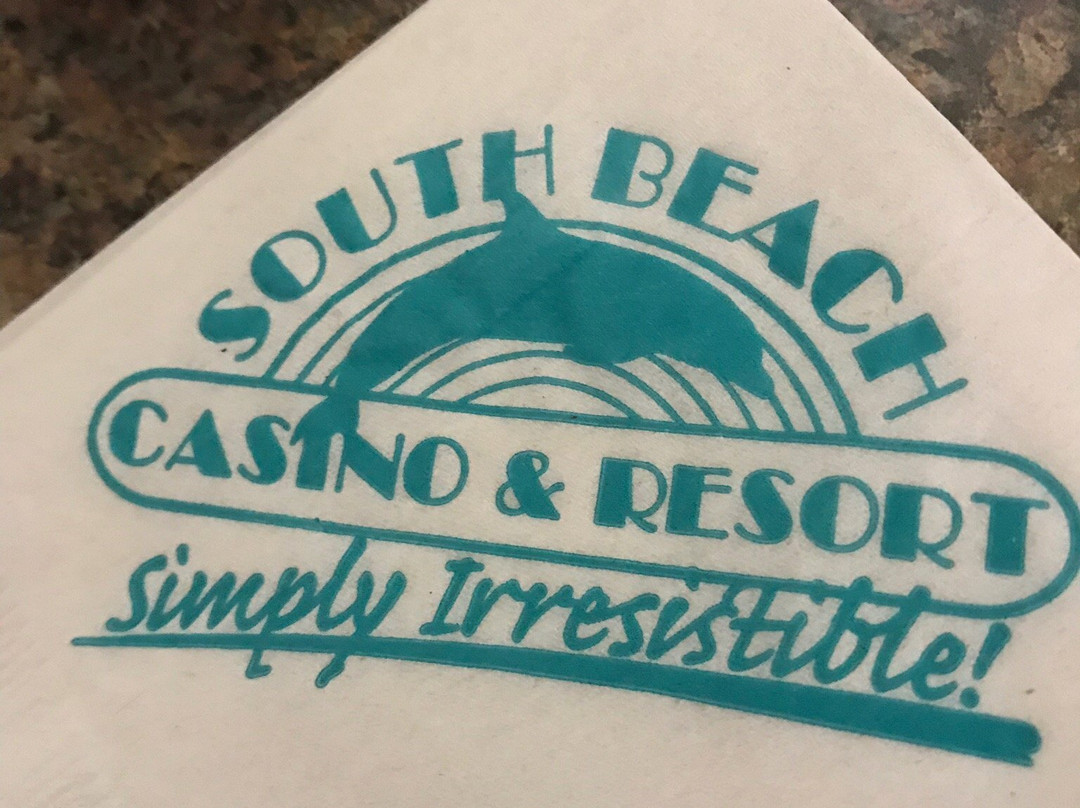 SOUTH BEACH
CASINO & RESORT
Simply Irresistible!